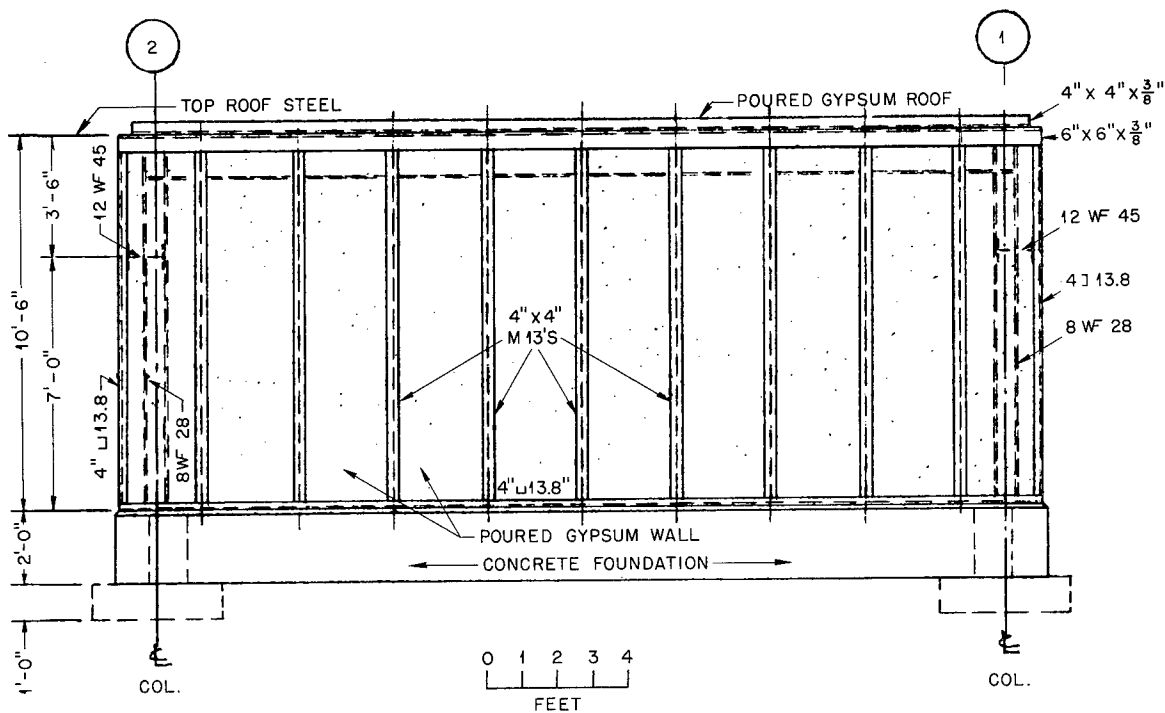 2
1
TOP ROOF STEEL
POURED GYPSUM ROOF
4" X 4" X 3/8"
6" X 6" X 3/8"
3'-6"
12 WF 45
12 WF 45
10'-6"
7'-0"
4" x 4"
M 13'S
4 ⊐ 13.8
8 WF 28
4" ⊔ 13.8
8 WF 28
4" ⊔ 13.8"
2'-0"
POURED GYPSUM WALL
CONCRETE FOUNDATION
1'-0"
℄
COL.
℄
COL.
0 1 2 3 4
FEET